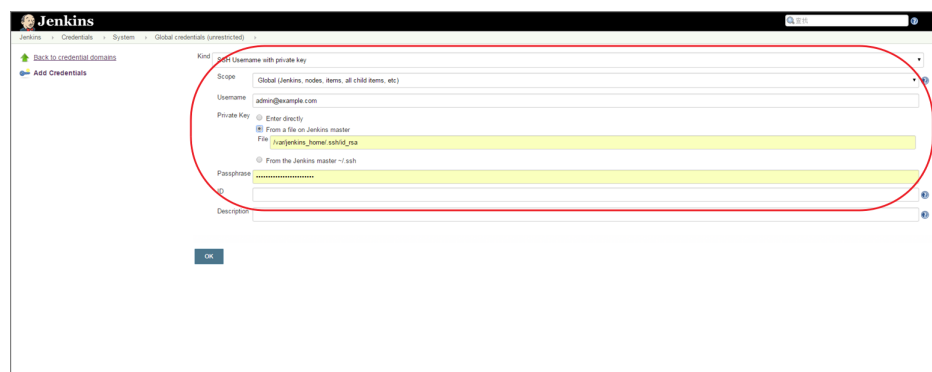 Jenkins
查找
Jenkins › Credentials › System › Global credentials (unrestricted) ›
Back to credential domains
Add Credentials
Kind SSH Username with private key
Scope Global (Jenkins, nodes, items, all child items, etc)
Username admin@example.com
Private Key Enter directly
From a file on Jenkins master
File /var/jenkins_home/.ssh/id_rsa
From the Jenkins master ~/.ssh
Passphrase ••••••••••••••••••••••••
ID
Description
OK